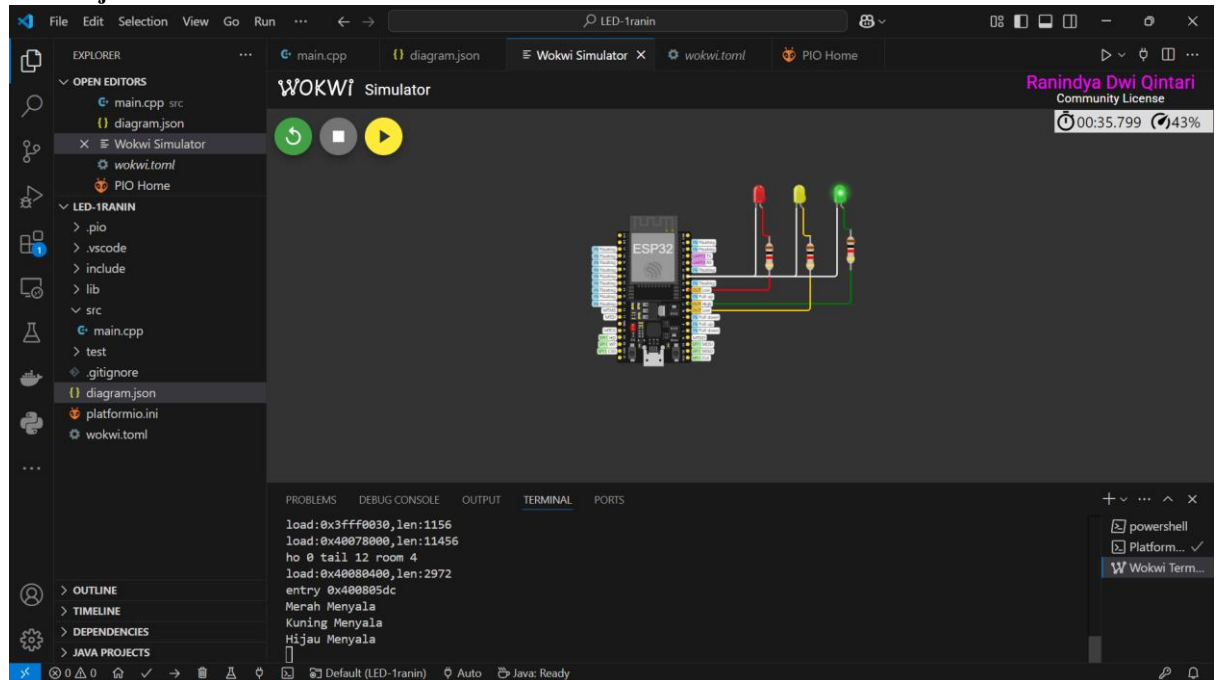 File Edit Selection View Go Run ... LED-1ranin
EXPLORER ...
OPEN EDITORS
main.cpp src
{} diagram.json
Wokwi Simulator
wokwi.toml
PIO Home
LED-1RANIN
.pio
.vscode
include
lib
src
main.cpp
test
.gitignore
{} diagram.json
platformio.ini
wokwi.toml
OUTLINE
TIMELINE
DEPENDENCIES
JAVA PROJECTS
main.cpp {} diagram.json Wokwi Simulator wokwi.toml PIO Home
WOKWi Simulator
Ranindya Dwi Qintari
Community License
00:35.799 43%
ESP32
PROBLEMS DEBUG CONSOLE OUTPUT TERMINAL PORTS
load:0x3fff0030,len:1156
load:0x40078000,len:11456
ho 0 tail 12 room 4
load:0x40080400,len:2972
entry 0x400805dc
Merah Menyala
Kuning Menyala
Hijau Menyala
powershell
Platform...
Wokwi Term...
0 0 0 Default (LED-1ranin) Auto Java: Ready